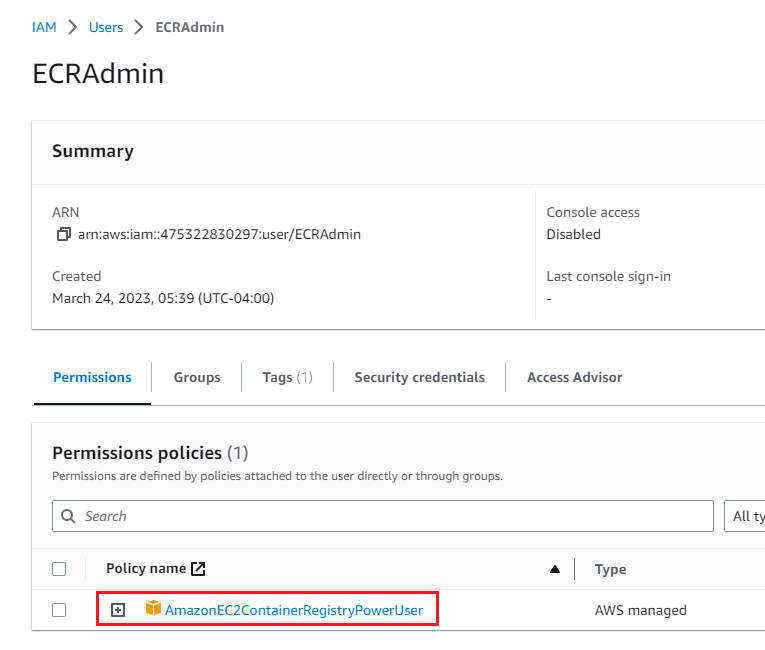 IAM > Users > ECRAdmin
ECRAdmin
Summary
ARN
arn:aws:iam::475322830297:user/ECRAdmin
Console access
Disabled
Created
March 24, 2023, 05:39 (UTC-04:00)
Last console sign-in
-
Permissions Groups Tags (1) Security credentials Access Advisor
Permissions policies (1)
Permissions are defined by policies attached to the user directly or through groups.
Search All ty
Policy name Type
AmazonEC2ContainerRegistryPowerUser AWS managed